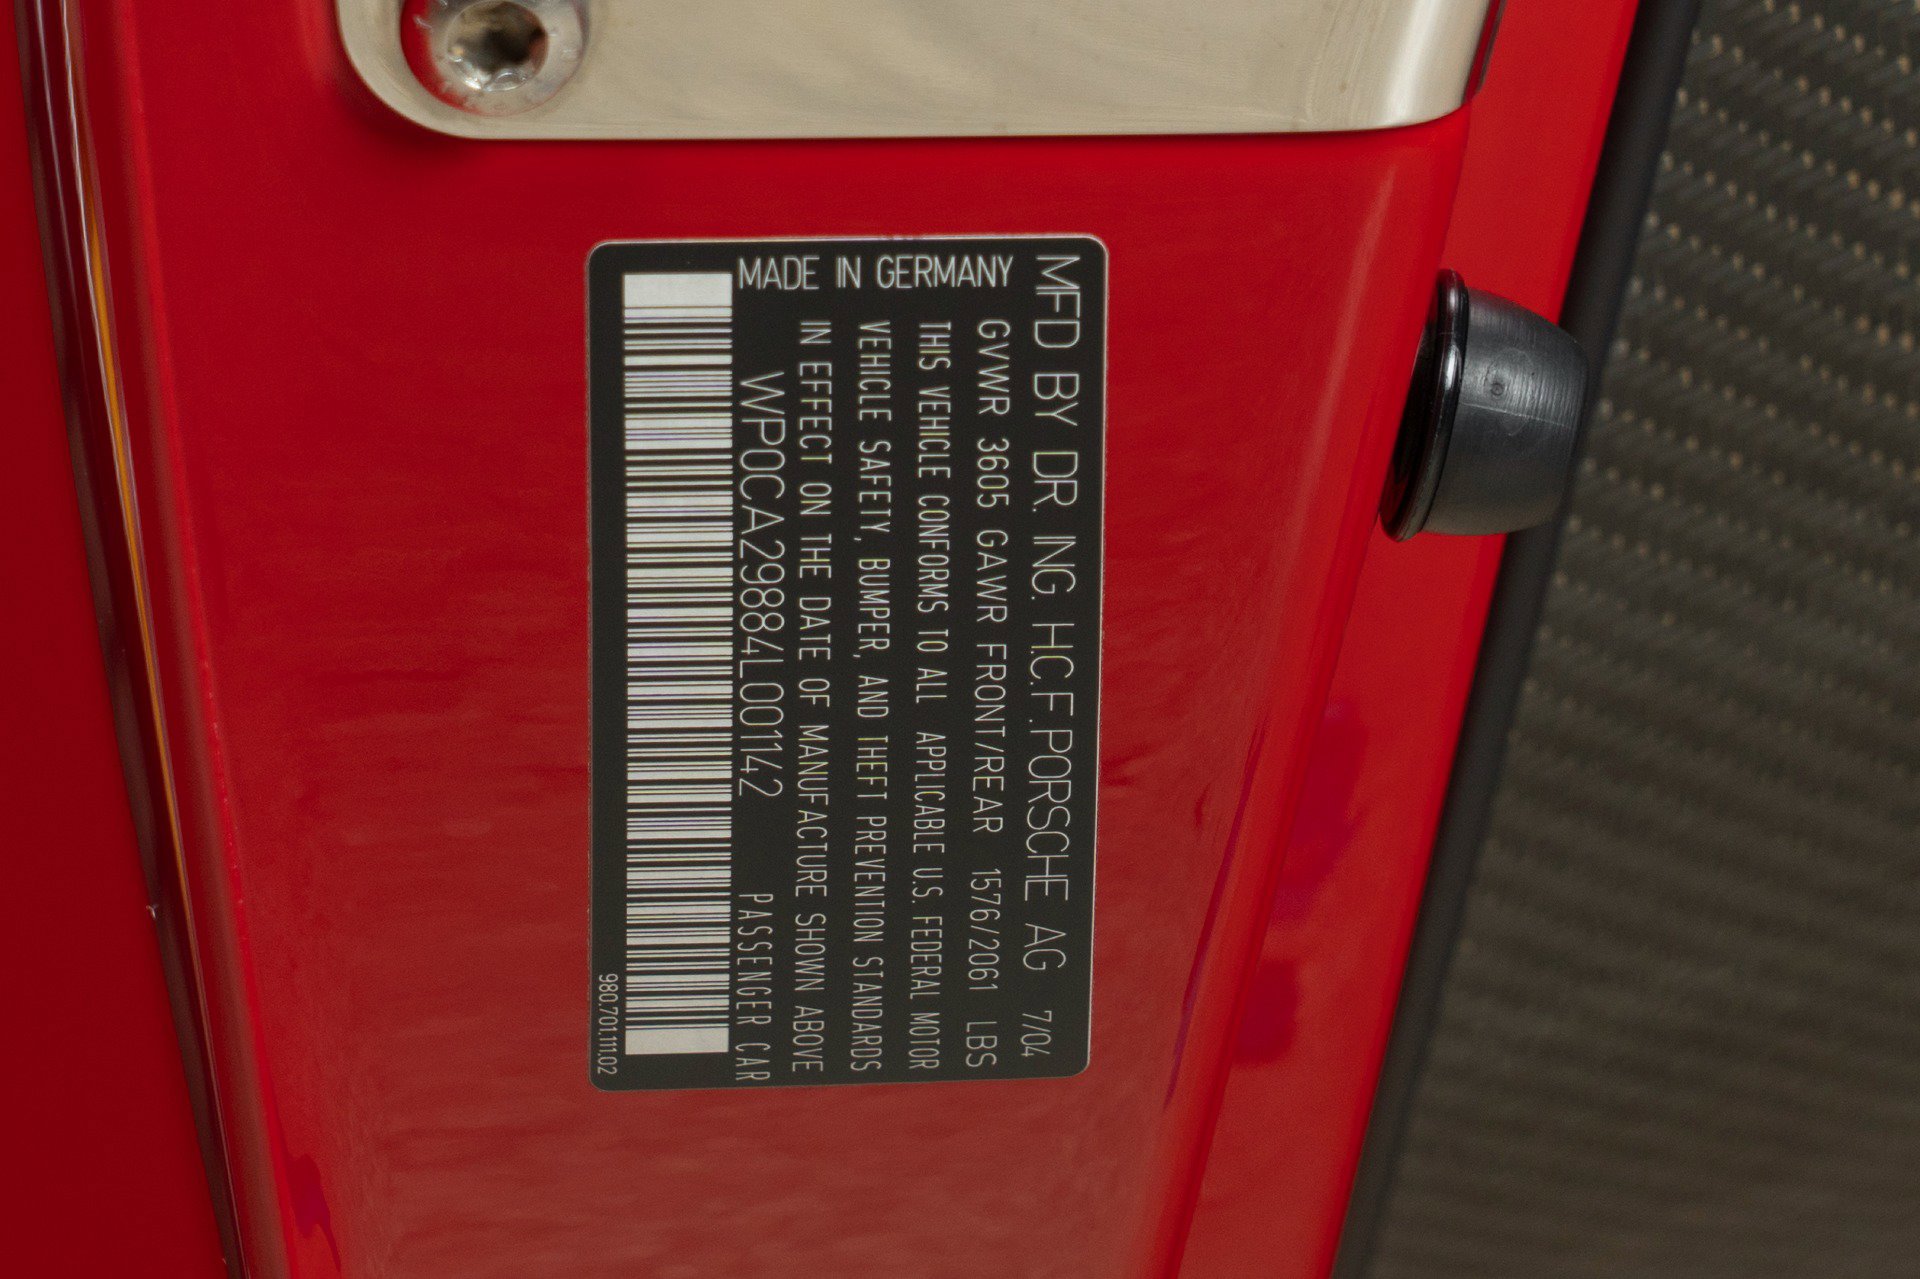 MFD BY DR. ING. H.C.F.PORSCHE AG 7/04
GVWR 3605 GAWR FRONT/REAR 1576/2061 LBS
THIS VEHICLE CONFORMS TO ALL APPLICABLE U.S. FEDERAL MOTOR
VEHICLE SAFETY, BUMPER, AND THEFT PREVENTION STANDARDS
IN EFFECT ON THE DATE OF MANUFACTURE SHOWN ABOVE
WP0CA29884L001142 PASSENGER CAR
MADE IN GERMANY
980.701.111.02